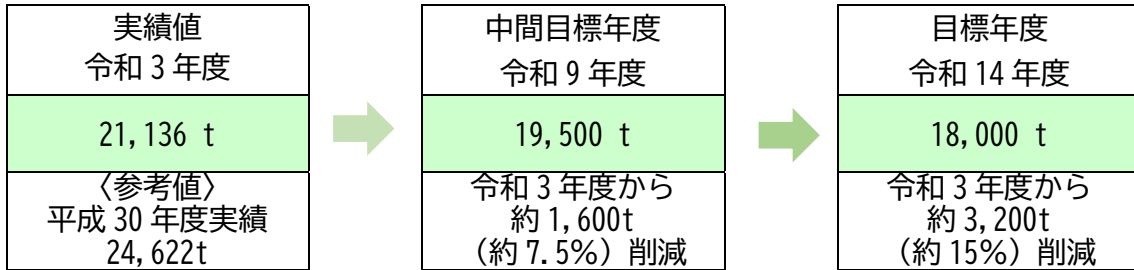 実績値
令和 3 年度
21,136 t
〈参考値〉
平成 30 年度実績
24,622t
中間目標年度
令和 9 年度
19,500 t
令和 3 年度から
約 1,600t
（約 7.5%）削減
目標年度
令和 14 年度
18,000 t
令和 3 年度から
約 3,200t
（約 15%）削減